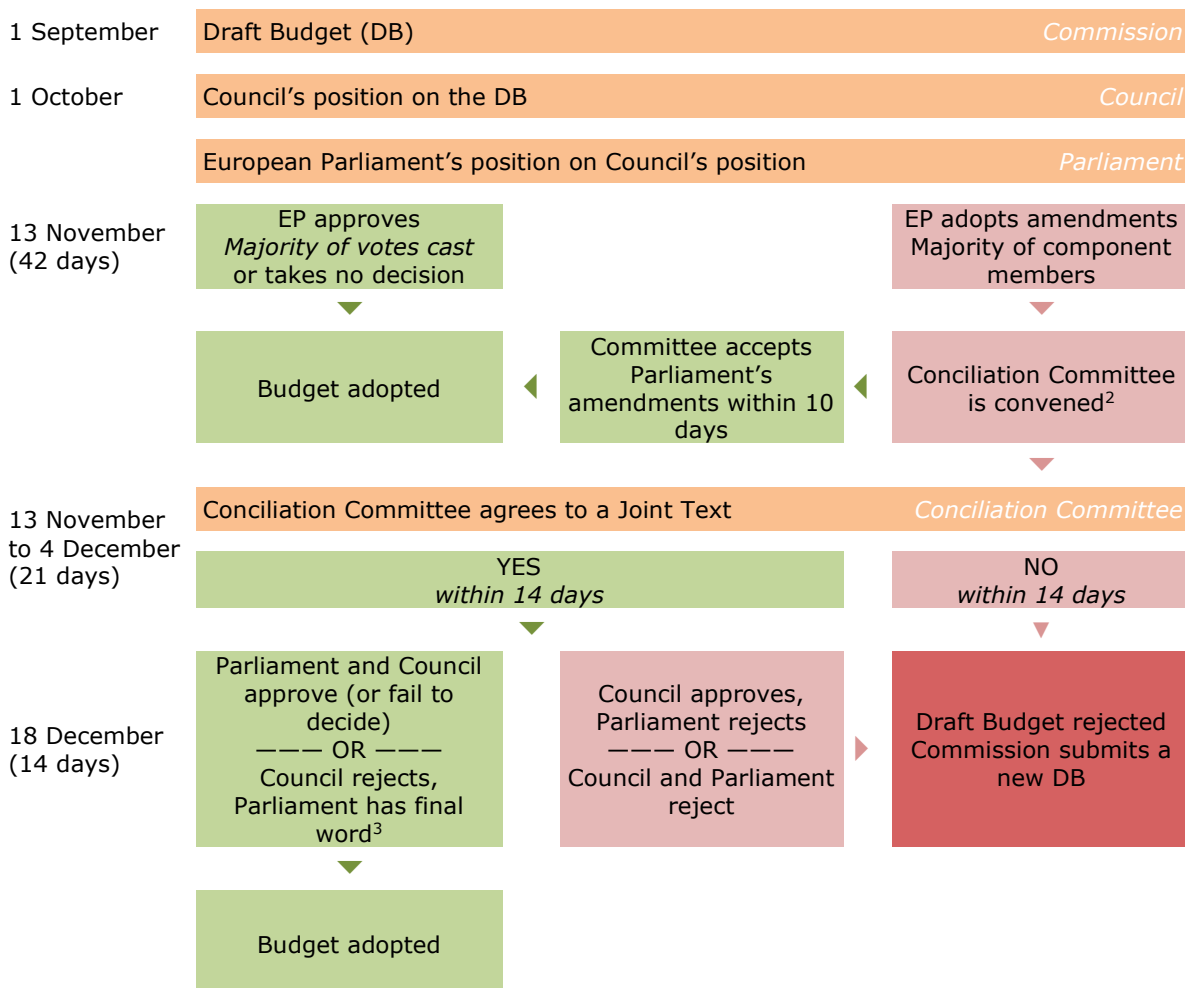 1 September
Draft Budget (DB)
Commission
1 October
Council’s position on the DB
Council
European Parliament’s position on Council’s position
Parliament
13 November
(42 days)
EP approves
Majority of votes cast
or takes no decision
EP adopts amendments
Majority of component
members
Budget adopted
Committee accepts
Parliament’s
amendments within 10
days
Conciliation Committee
is convened2
13 November
to 4 December
(21 days)
Conciliation Committee agrees to a Joint Text
Conciliation Committee
YES
within 14 days
NO
within 14 days
18 December
(14 days)
Parliament and Council
approve (or fail to
decide)
——— OR ———
Council rejects,
Parliament has final
word3
Council approves,
Parliament rejects
——— OR ———
Council and Parliament
reject
Draft Budget rejected
Commission submits a
new DB
Budget adopted